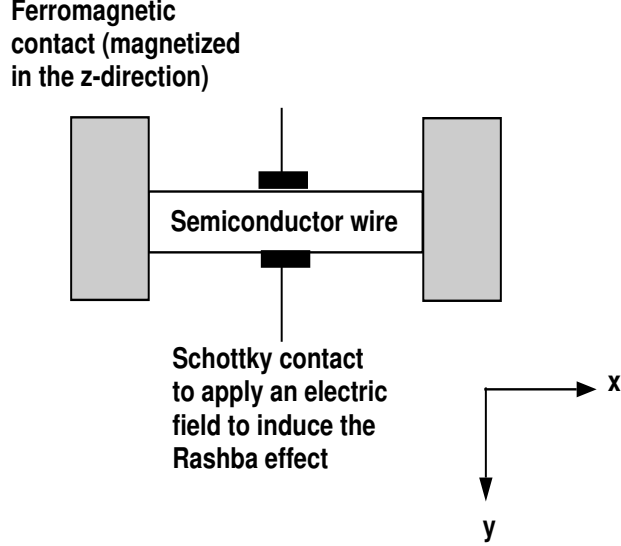 Ferromagnetic
contact (magnetized
in the z-direction)
Semiconductor wire
Schottky contact
to apply an electric
field to induce the
Rashba effect
x
y